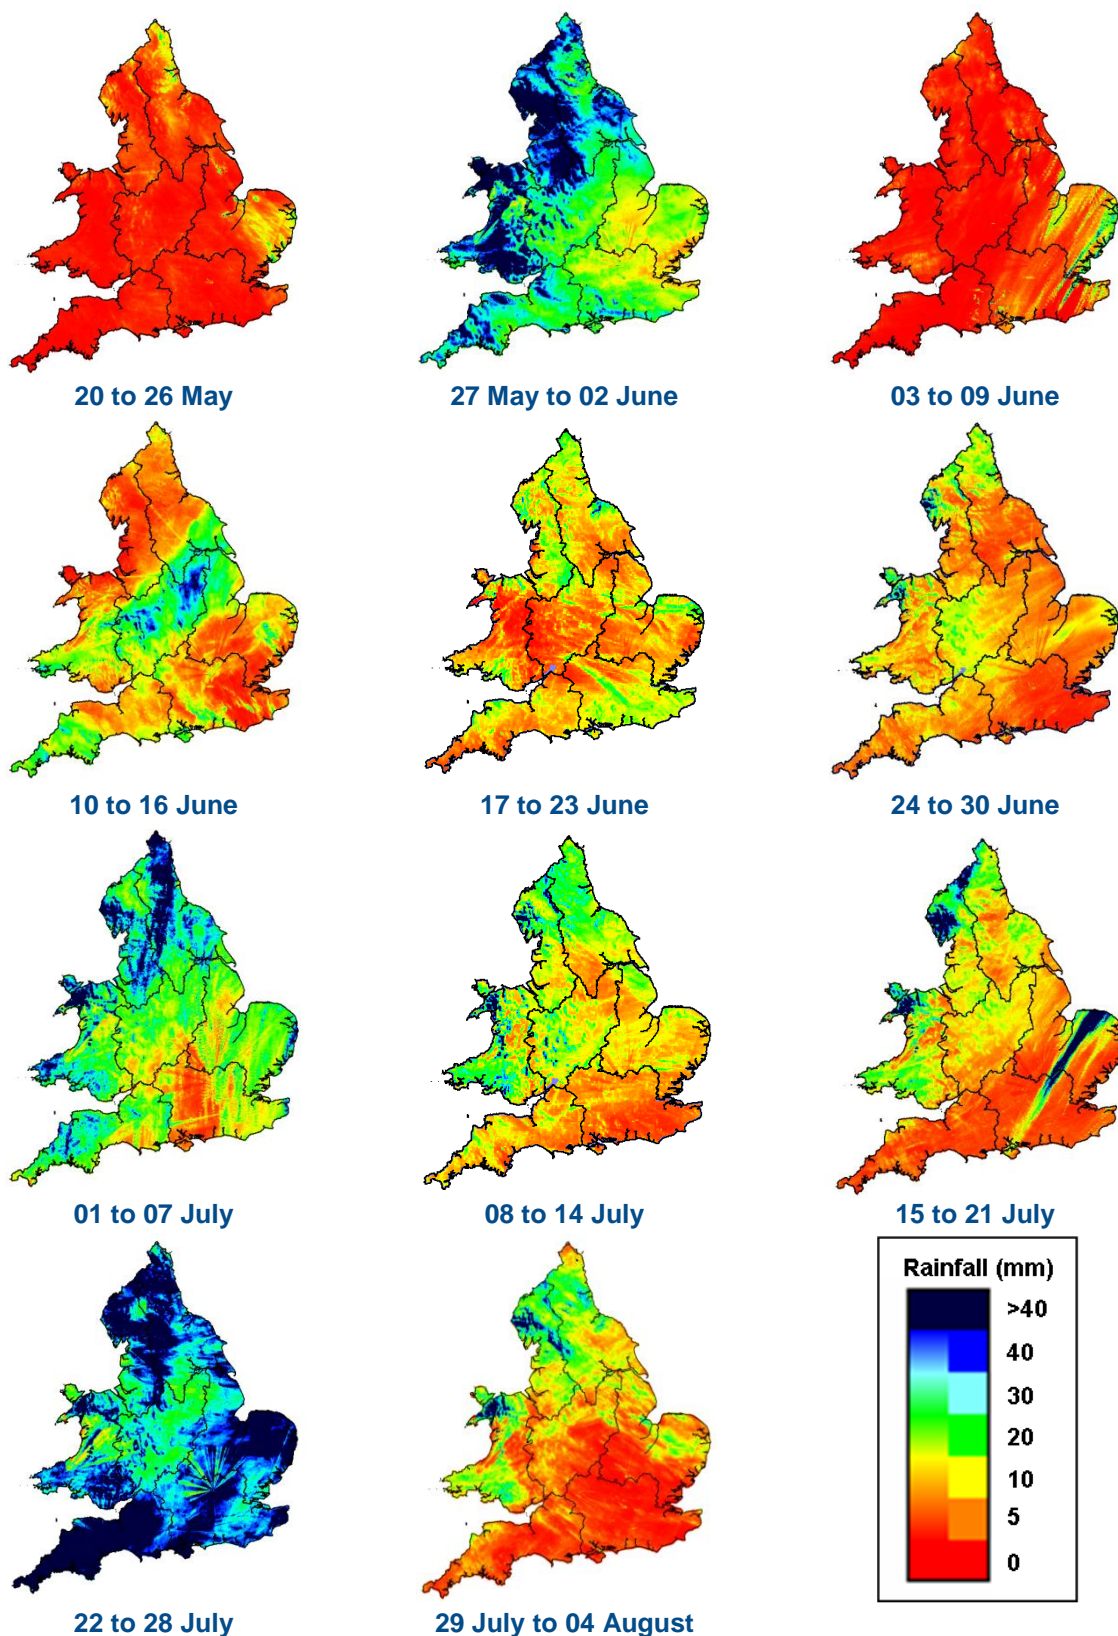 20 to 26 May
27 May to 02 June
03 to 09 June
10 to 16 June
17 to 23 June
24 to 30 June
01 to 07 July
08 to 14 July
15 to 21 July
22 to 28 July
29 July to 04 August
Rainfall (mm)
>40
40
30
20
10
5
0